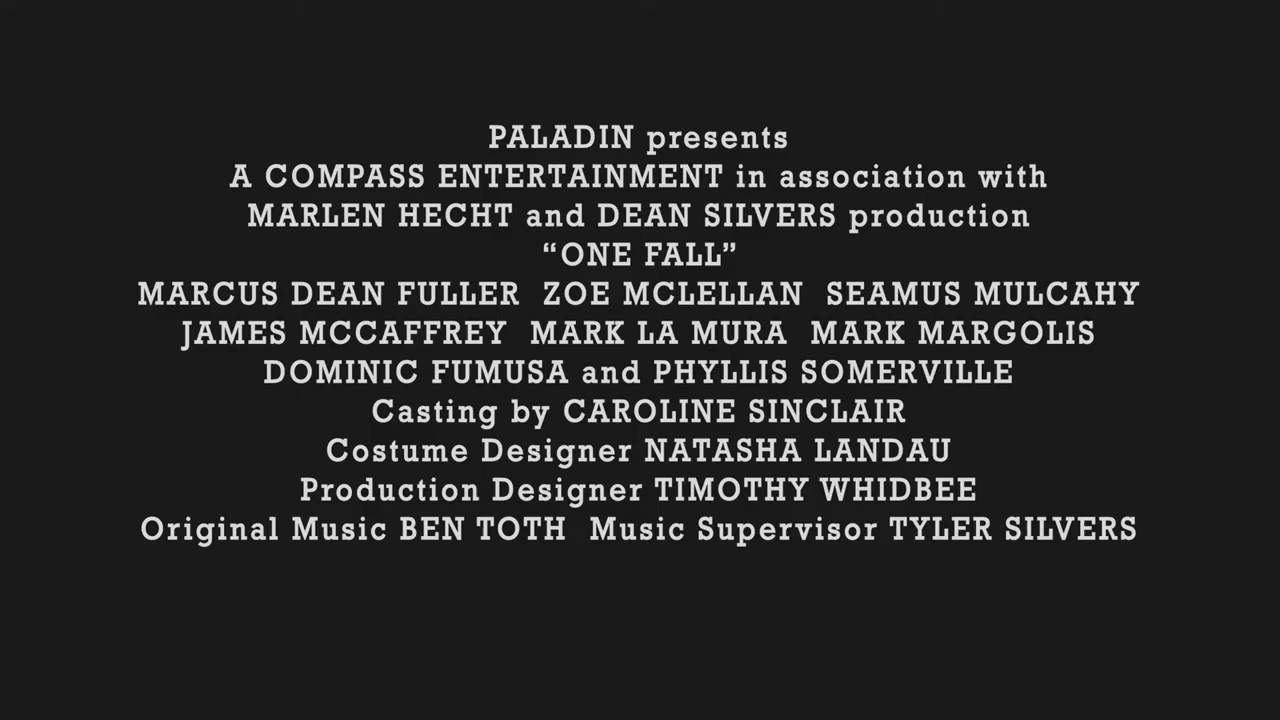 PALADIN presents
A COMPASS ENTERTAINMENT in association with
MARLEN HECHT and DEAN SILVERS production
“ONE FALL”
MARCUS DEAN FULLER  ZOE MCLELLAN  SEAMUS MULCAHY
JAMES MCCAFFREY  MARK LA MURA  MARK MARGOLIS
DOMINIC FUMUSA and PHYLLIS SOMERVILLE
Casting by CAROLINE SINCLAIR
Costume Designer NATASHA LANDAU
Production Designer TIMOTHY WHIDBEE
Original Music BEN TOTH  Music Supervisor TYLER SILVERS